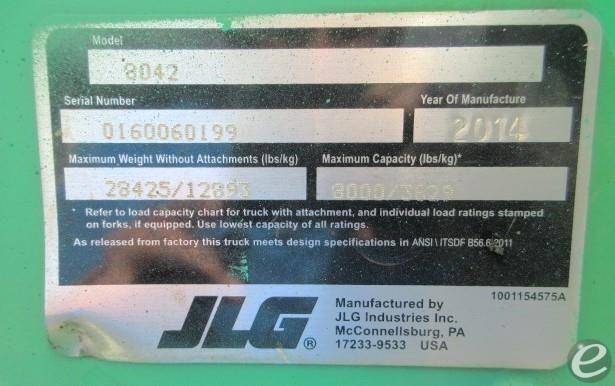 Model
8042
Serial Number
Year Of Manufacture
0160060199
2014
Maximum Weight Without Attachments (lbs/kg)
Maximum Capacity (lbs/kg)*
28425/12893
8000/3629
* Refer to load capacity chart for truck with attachment, and individual load ratings stamped
on forks, if equipped. Use lowest capacity of all ratings.
As released from factory this truck meets design specifications in ANSI \ ITSDF B56.6-2011
JLG®
Manufactured by
JLG Industries Inc.
McConnellsburg, PA
17233-9533 USA
1001154575A
e